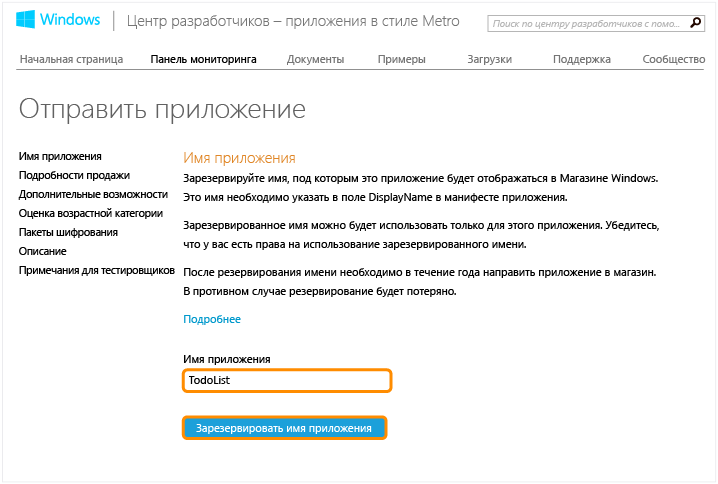 Windows
Центр разработчиков – приложения в стиле Metro
Поиск по центру разработчиков с помо...
Начальная страница
Панель мониторинга
Документы
Примеры
Загрузки
Поддержка
Сообщество
Отправить приложение
Имя приложения
Подробности продажи
Дополнительные возможности
Оценка возрастной категории
Пакеты шифрования
Описание
Примечания для тестировщиков
Имя приложения
Зарезервируйте имя, под которым это приложение будет отображаться в Магазине Windows.
Это имя необходимо указать в поле DisplayName в манифесте приложения.
Зарезервированное имя можно будет использовать только для этого приложения. Убедитесь,
что у вас есть права на использование зарезервированного имени.
После резервирования имени необходимо в течение года направить приложение в магазин.
В противном случае резервирование будет потеряно.
Подробнее
Имя приложения
TodoList
Зарезервировать имя приложения